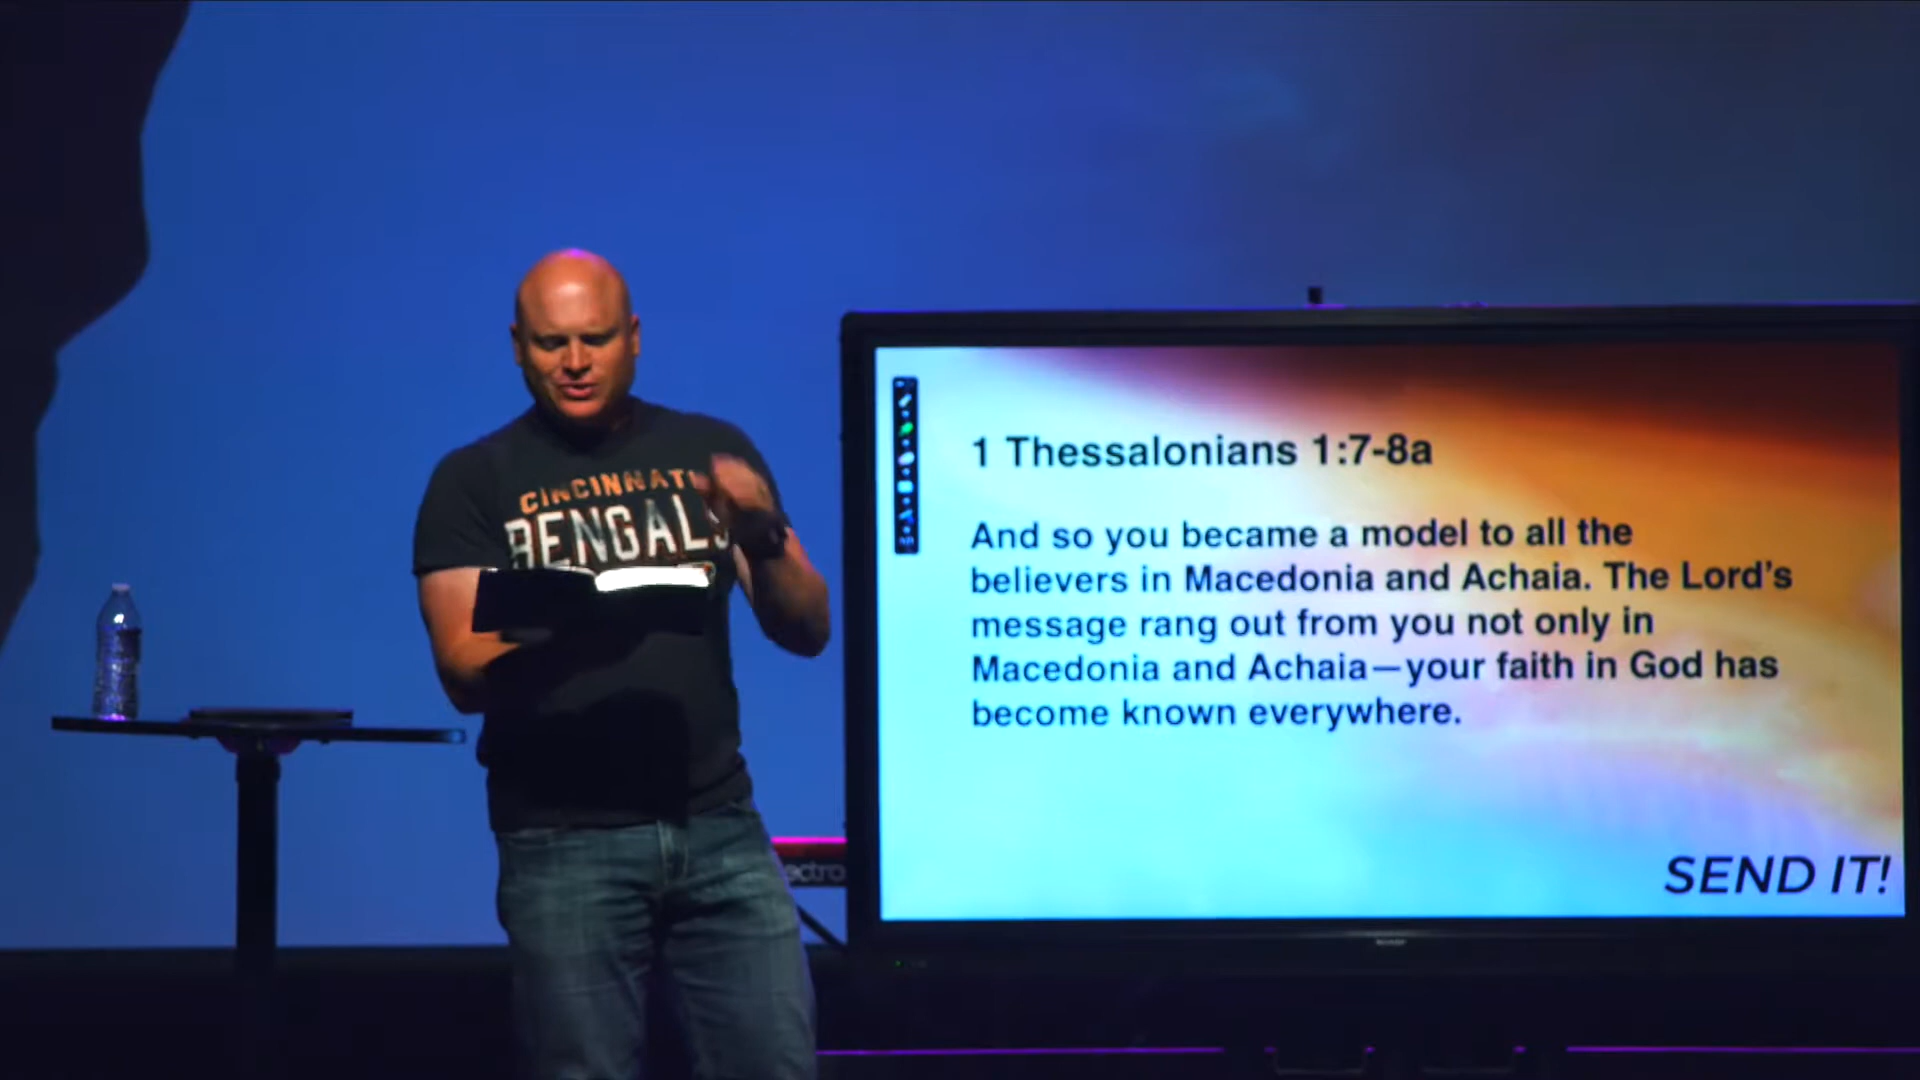 CINCINNATI
BENGALS
1 Thessalonians 1:7-8a
And so you became a model to all the
believers in Macedonia and Achaia. The Lord's
message rang out from you not only in
Macedonia and Achaia—your faith in God has
become known everywhere.
SEND IT!
ectro
SHARP